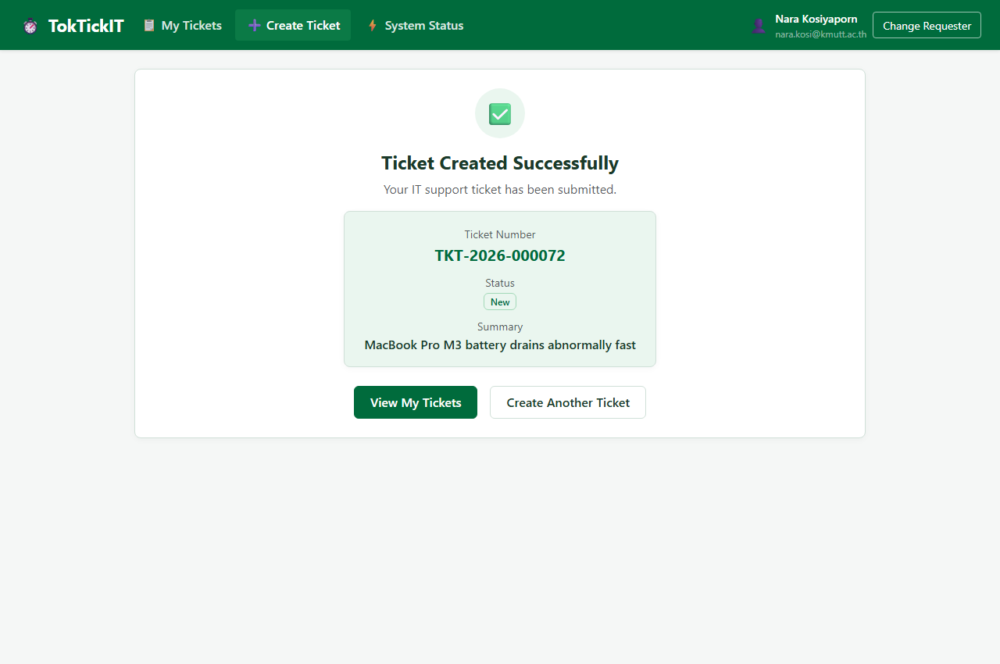 TokTickIT
My Tickets
Create Ticket
System Status
Nara Kosiyaporn
nara.kosi@kmutt.ac.th
Change Requester
Ticket Created Successfully
Your IT support ticket has been submitted.
Ticket Number
TKT-2026-000072
Status
New
Summary
MacBook Pro M3 battery drains abnormally fast
View My Tickets
Create Another Ticket